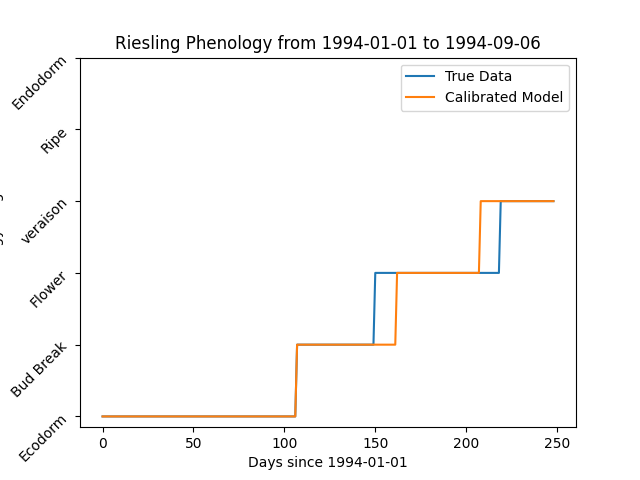 Riesling Phenology from 1994-01-01 to 1994-09-06
True Data
Calibrated Model
Endodorm
Ripe
veraison
Flower
Bud Break
Ecodorm
0 50 100 150 200 250
Days since 1994-01-01